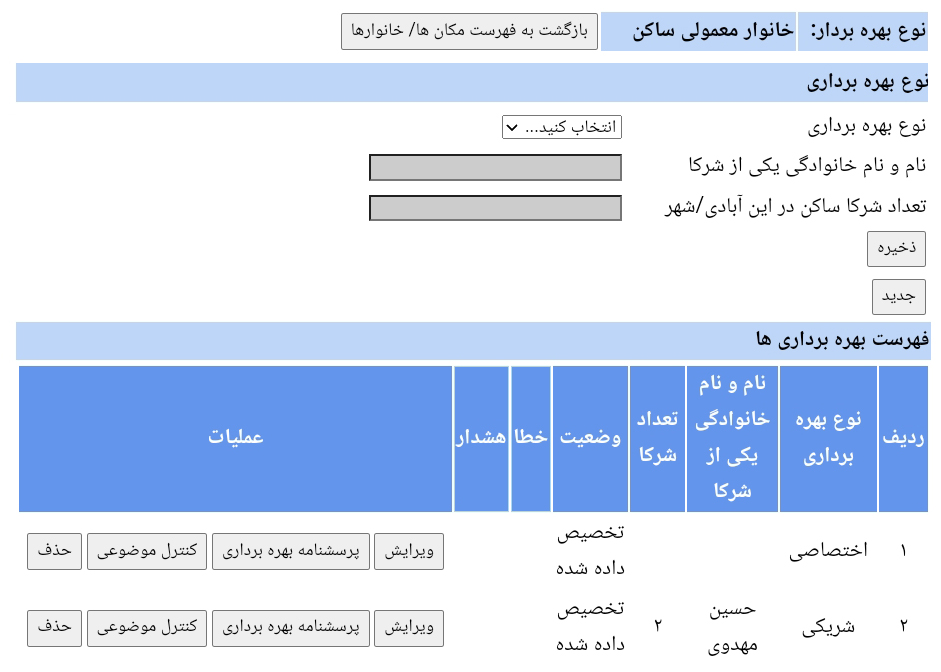 نوع بهره بردار: خانوار معمولی ساکن بازگشت به فهرست مکان ها/ خانوارها
نوع بهره برداری
نوع بهره برداری انتخاب کنید...
نام و نام خانوادگی یکی از شرکا
تعداد شرکا ساکن در این آبادی/شهر
ذخیره
جدید
فهرست بهره برداری ها
ردیف
نوع بهره
برداری
نام و نام
خانوادگی
یکی از
شرکا
تعداد
شرکا
وضعیت
خطا
هشدار
عملیات
۱
اختصاصی
تخصیص
داده شده
ویرایش پرسشنامه بهره برداری کنترل موضوعی حذف
۲
شریکی
حسین
مهدوی
۲
تخصیص
داده شده
ویرایش پرسشنامه بهره برداری کنترل موضوعی حذف